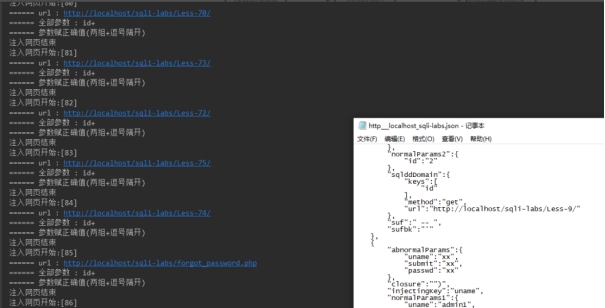 注入网页开始:[80]
====== url : http://localhost/sqli-labs/Less-70/
====== 全部参数 : id+
====== 参数赋正确值(两组+逗号隔开)
注入网页结束
注入网页开始:[81]
====== url : http://localhost/sqli-labs/Less-73/
====== 全部参数 : id+
====== 参数赋正确值(两组+逗号隔开)
注入网页结束
注入网页开始:[82]
====== url : http://localhost/sqli-labs/Less-72/
====== 全部参数 : id+
====== 参数赋正确值(两组+逗号隔开)
注入网页结束
注入网页开始:[83]
====== url : http://localhost/sqli-labs/Less-75/
====== 全部参数 : id+
====== 参数赋正确值(两组+逗号隔开)
注入网页结束
注入网页开始:[84]
====== url : http://localhost/sqli-labs/Less-74/
====== 全部参数 : id+
====== 参数赋正确值(两组+逗号隔开)
注入网页结束
注入网页开始:[85]
====== url : http://localhost/sqli-labs/forgot_password.php
====== 全部参数 : id+
====== 参数赋正确值(两组+逗号隔开)
注入网页结束
注入网页开始:[86]
http__localhost_sqli-labs.json - 记事本
文件(F) 编辑(E) 格式(O) 查看(V) 帮助(H)
},
"normalParams2":{
"id":"2"
},
"sqlddDomain":{
"keys":[
"id"
],
"method":"get",
"url":"http://localhost/sqli-labs/Less-9/"
},
"suf":" -- ",
"sufbk":"'"
},
{
"abnormalParams":{
"uname":"xx",
"submit":"xx",
"passwd":"xx"
},
"closure":"\")",
"injectingKey":"uname",
"normalParams1":{
"uname":"admin1",